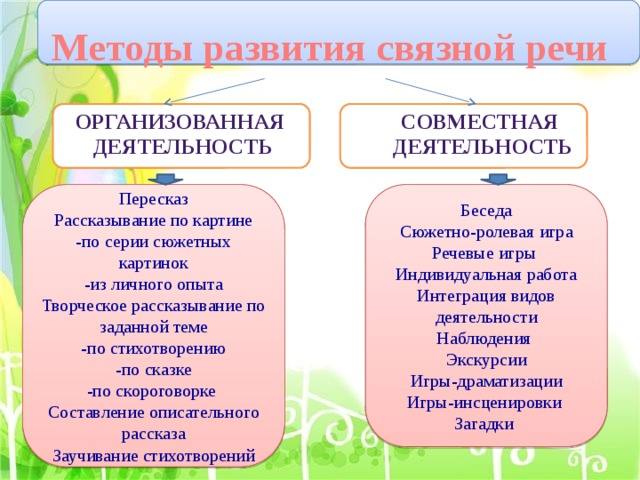 Методы развития связной речи
ОРГАНИЗОВАННАЯ
ДЕЯТЕЛЬНОСТЬ
СОВМЕСТНАЯ
ДЕЯТЕЛЬНОСТЬ
Пересказ
Рассказывание по картине
-по серии сюжетных
картинок
-из личного опыта
Творческое рассказывание по
заданной теме
-по стихотворению
-по сказке
-по скороговорке
Составление описательного
рассказа
Заучивание стихотворений
Беседа
Сюжетно-ролевая игра
Речевые игры
Индивидуальная работа
Интеграция видов
деятельности
Наблюдения
Экскурсии
Игры-драматизации
Игры-инсценировки
Загадки